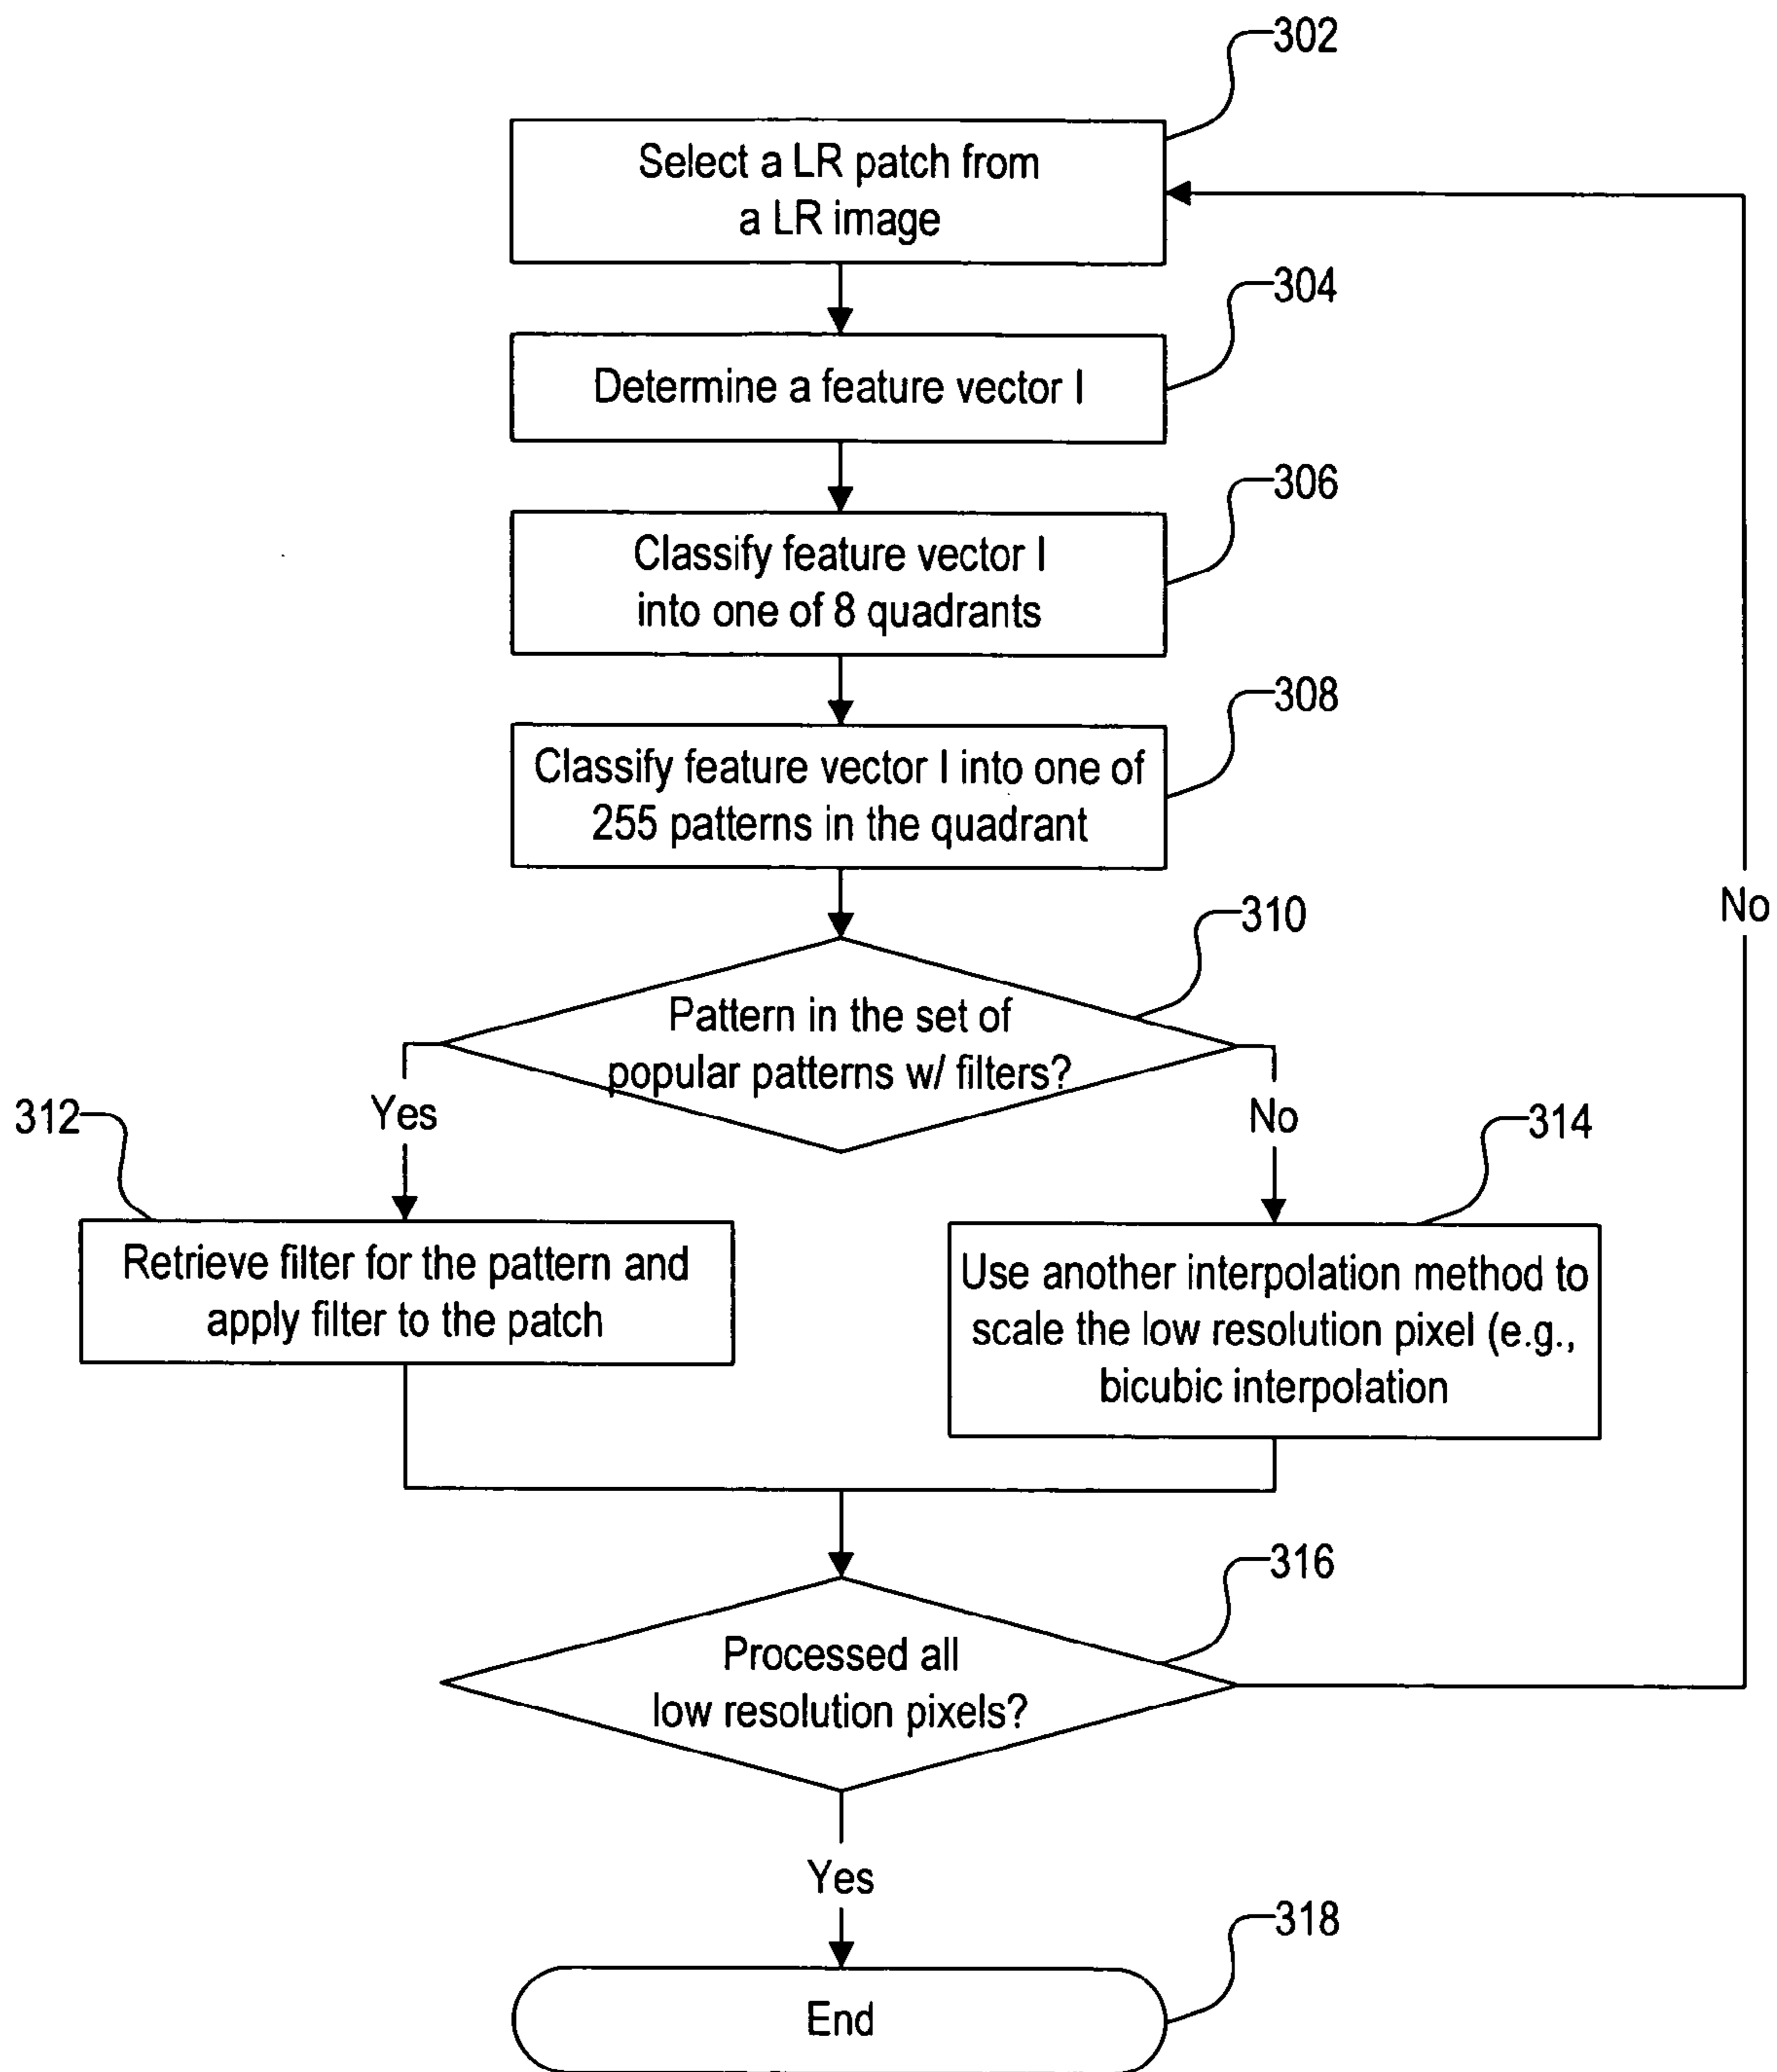 302
Select a LR patch from
a LR image
304
Determine a feature vector I
306
Classify feature vector I
into one of 8 quadrants
308
Classify feature vector I into one of
255 patterns in the quadrant
310
No
Pattern in the set of
popular patterns w/ filters?
312
Yes
No
314
Retrieve filter for the pattern and
apply filter to the patch
Use another interpolation method to
scale the low resolution pixel (e.g.,
bicubic interpolation
316
Processed all
low resolution pixels?
Yes
318
End